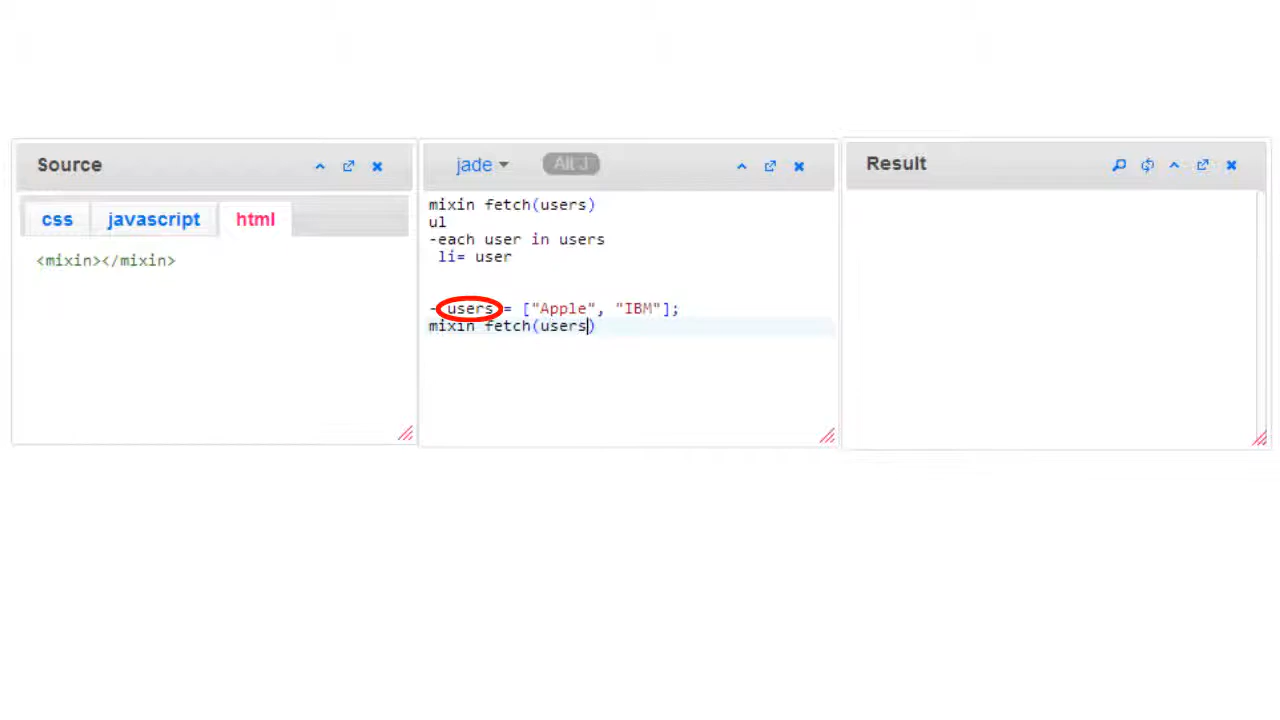 Source
css
javascript
html
<mixin></mixin>
jade
Alt J
mixin fetch(users)
ul
-each user in users
li= user
- users = ["Apple", "IBM"];
mixin fetch(users)
Result